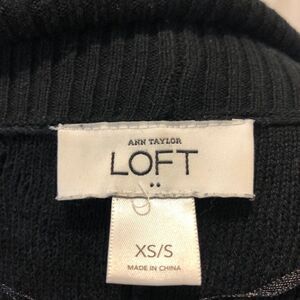 ANN TAYLOR
LOFT
XS/S
MADE IN CHINA